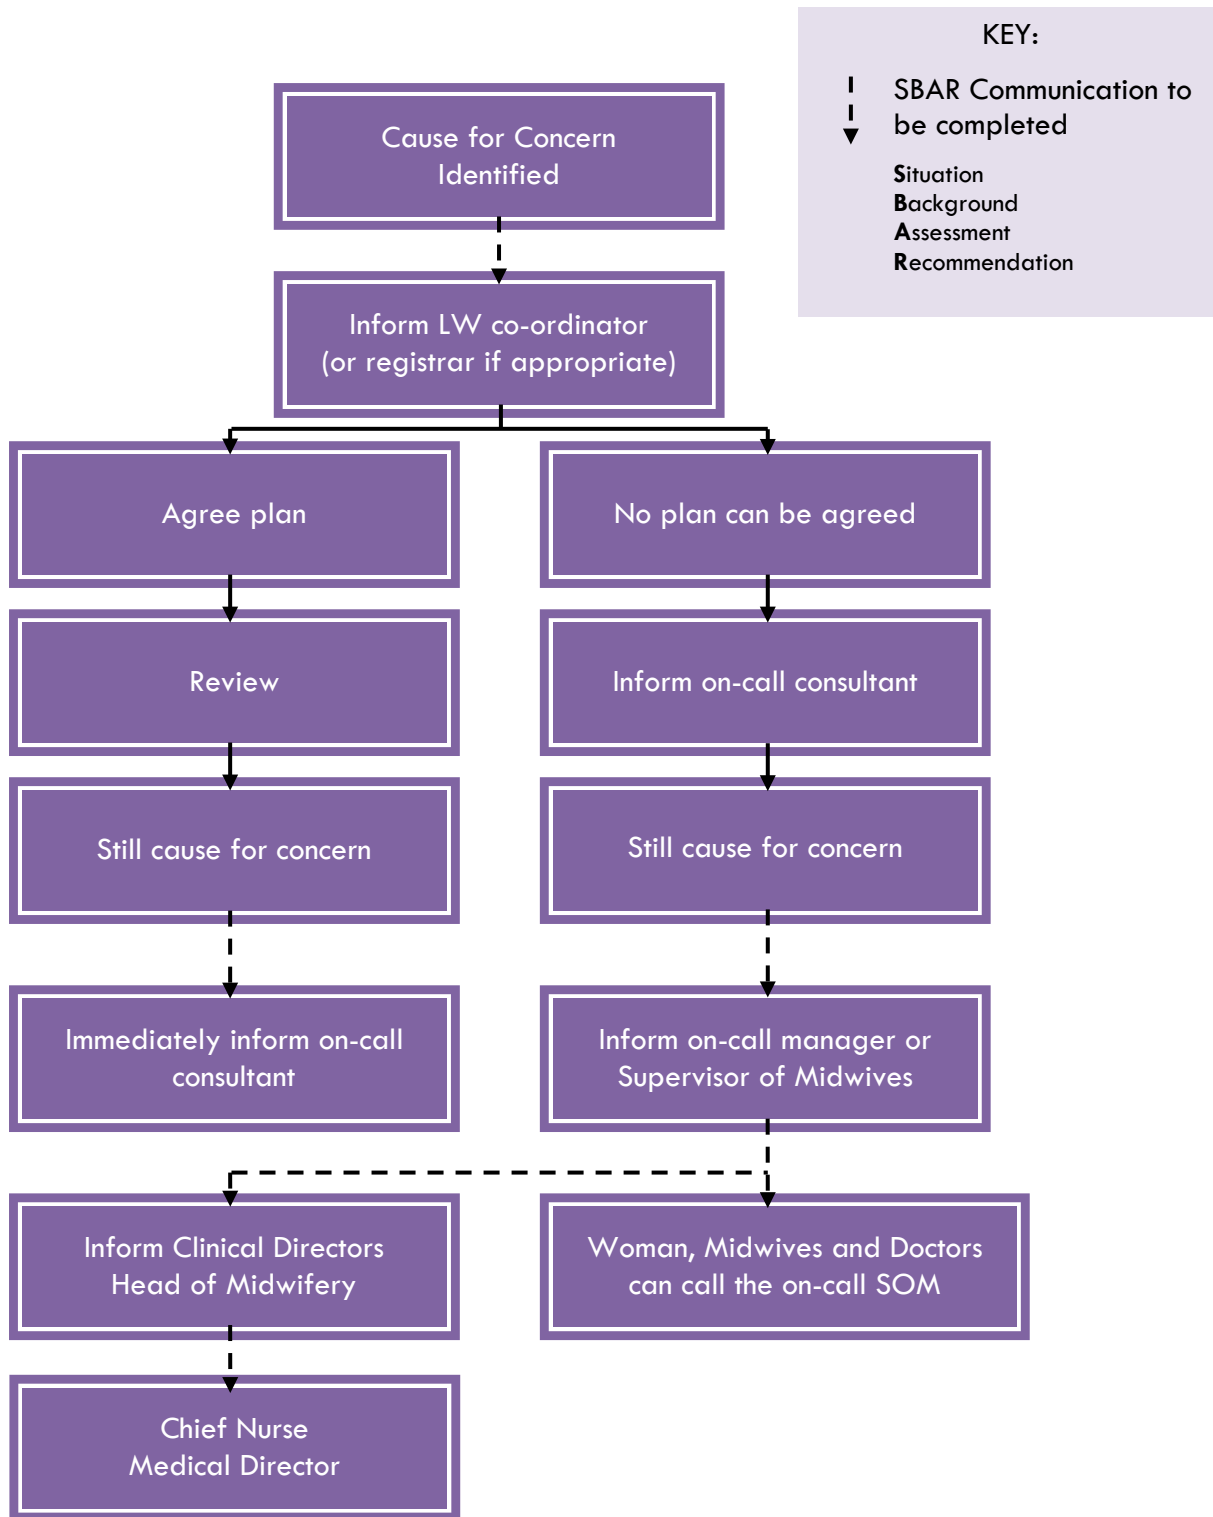 KEY:
SBAR Communication to
be completed
Situation
Background
Assessment
Recommendation
Cause for Concern
Identified
Inform LW co-ordinator
(or registrar if appropriate)
Agree plan
No plan can be agreed
Review
Inform on-call consultant
Still cause for concern
Still cause for concern
Immediately inform on-call
consultant
Inform on-call manager or
Supervisor of Midwives
Inform Clinical Directors
Head of Midwifery
Woman, Midwives and Doctors
can call the on-call SOM
Chief Nurse
Medical Director